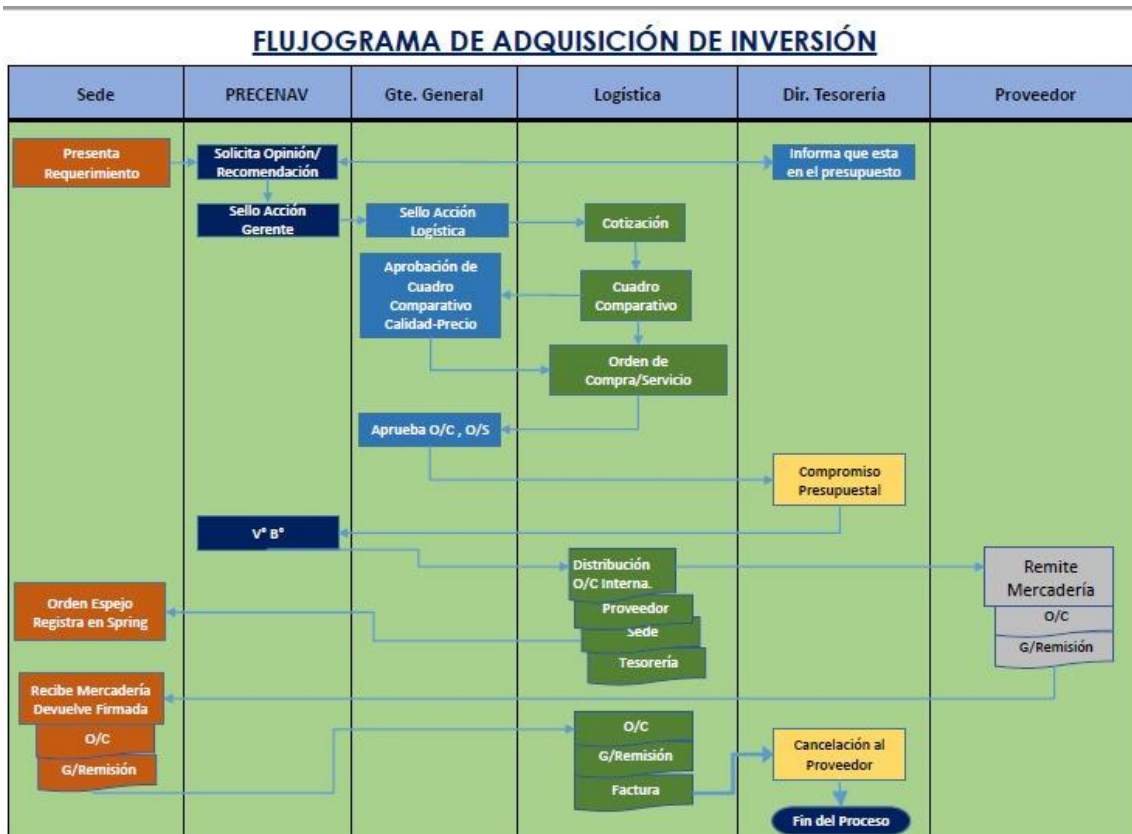 FLUJOGRAMA DE ADQUISICIÓN DE INVERSIÓN
Sede
PRECENAV
Gte. General
Logística
Dir. Tesorería
Proveedor
Presenta
Requerimiento
Solicita Opinión/
Recomendación
Informa que esta
en el presupuesto
Sello Acción
Gerente
Sello Acción
Logística
Cotización
Aprobación de
Cuadro
Comparativo
Calidad-Precio
Cuadro
Comparativo
Orden de
Compra/Servicio
Aprueba O/C , O/S
Compromiso
Presupuestal
V° B°
Distribución
O/C Interna.
Proveedor
Sede
Tesorería
Remite
Mercadería
O/C
G/Remisión
Orden Espejo
Registra en Spring
Recibe Mercadería
Devuelve Firmada
O/C
G/Remisión
O/C
G/Remisión
Factura
Cancelación al
Proveedor
Fin del Proceso